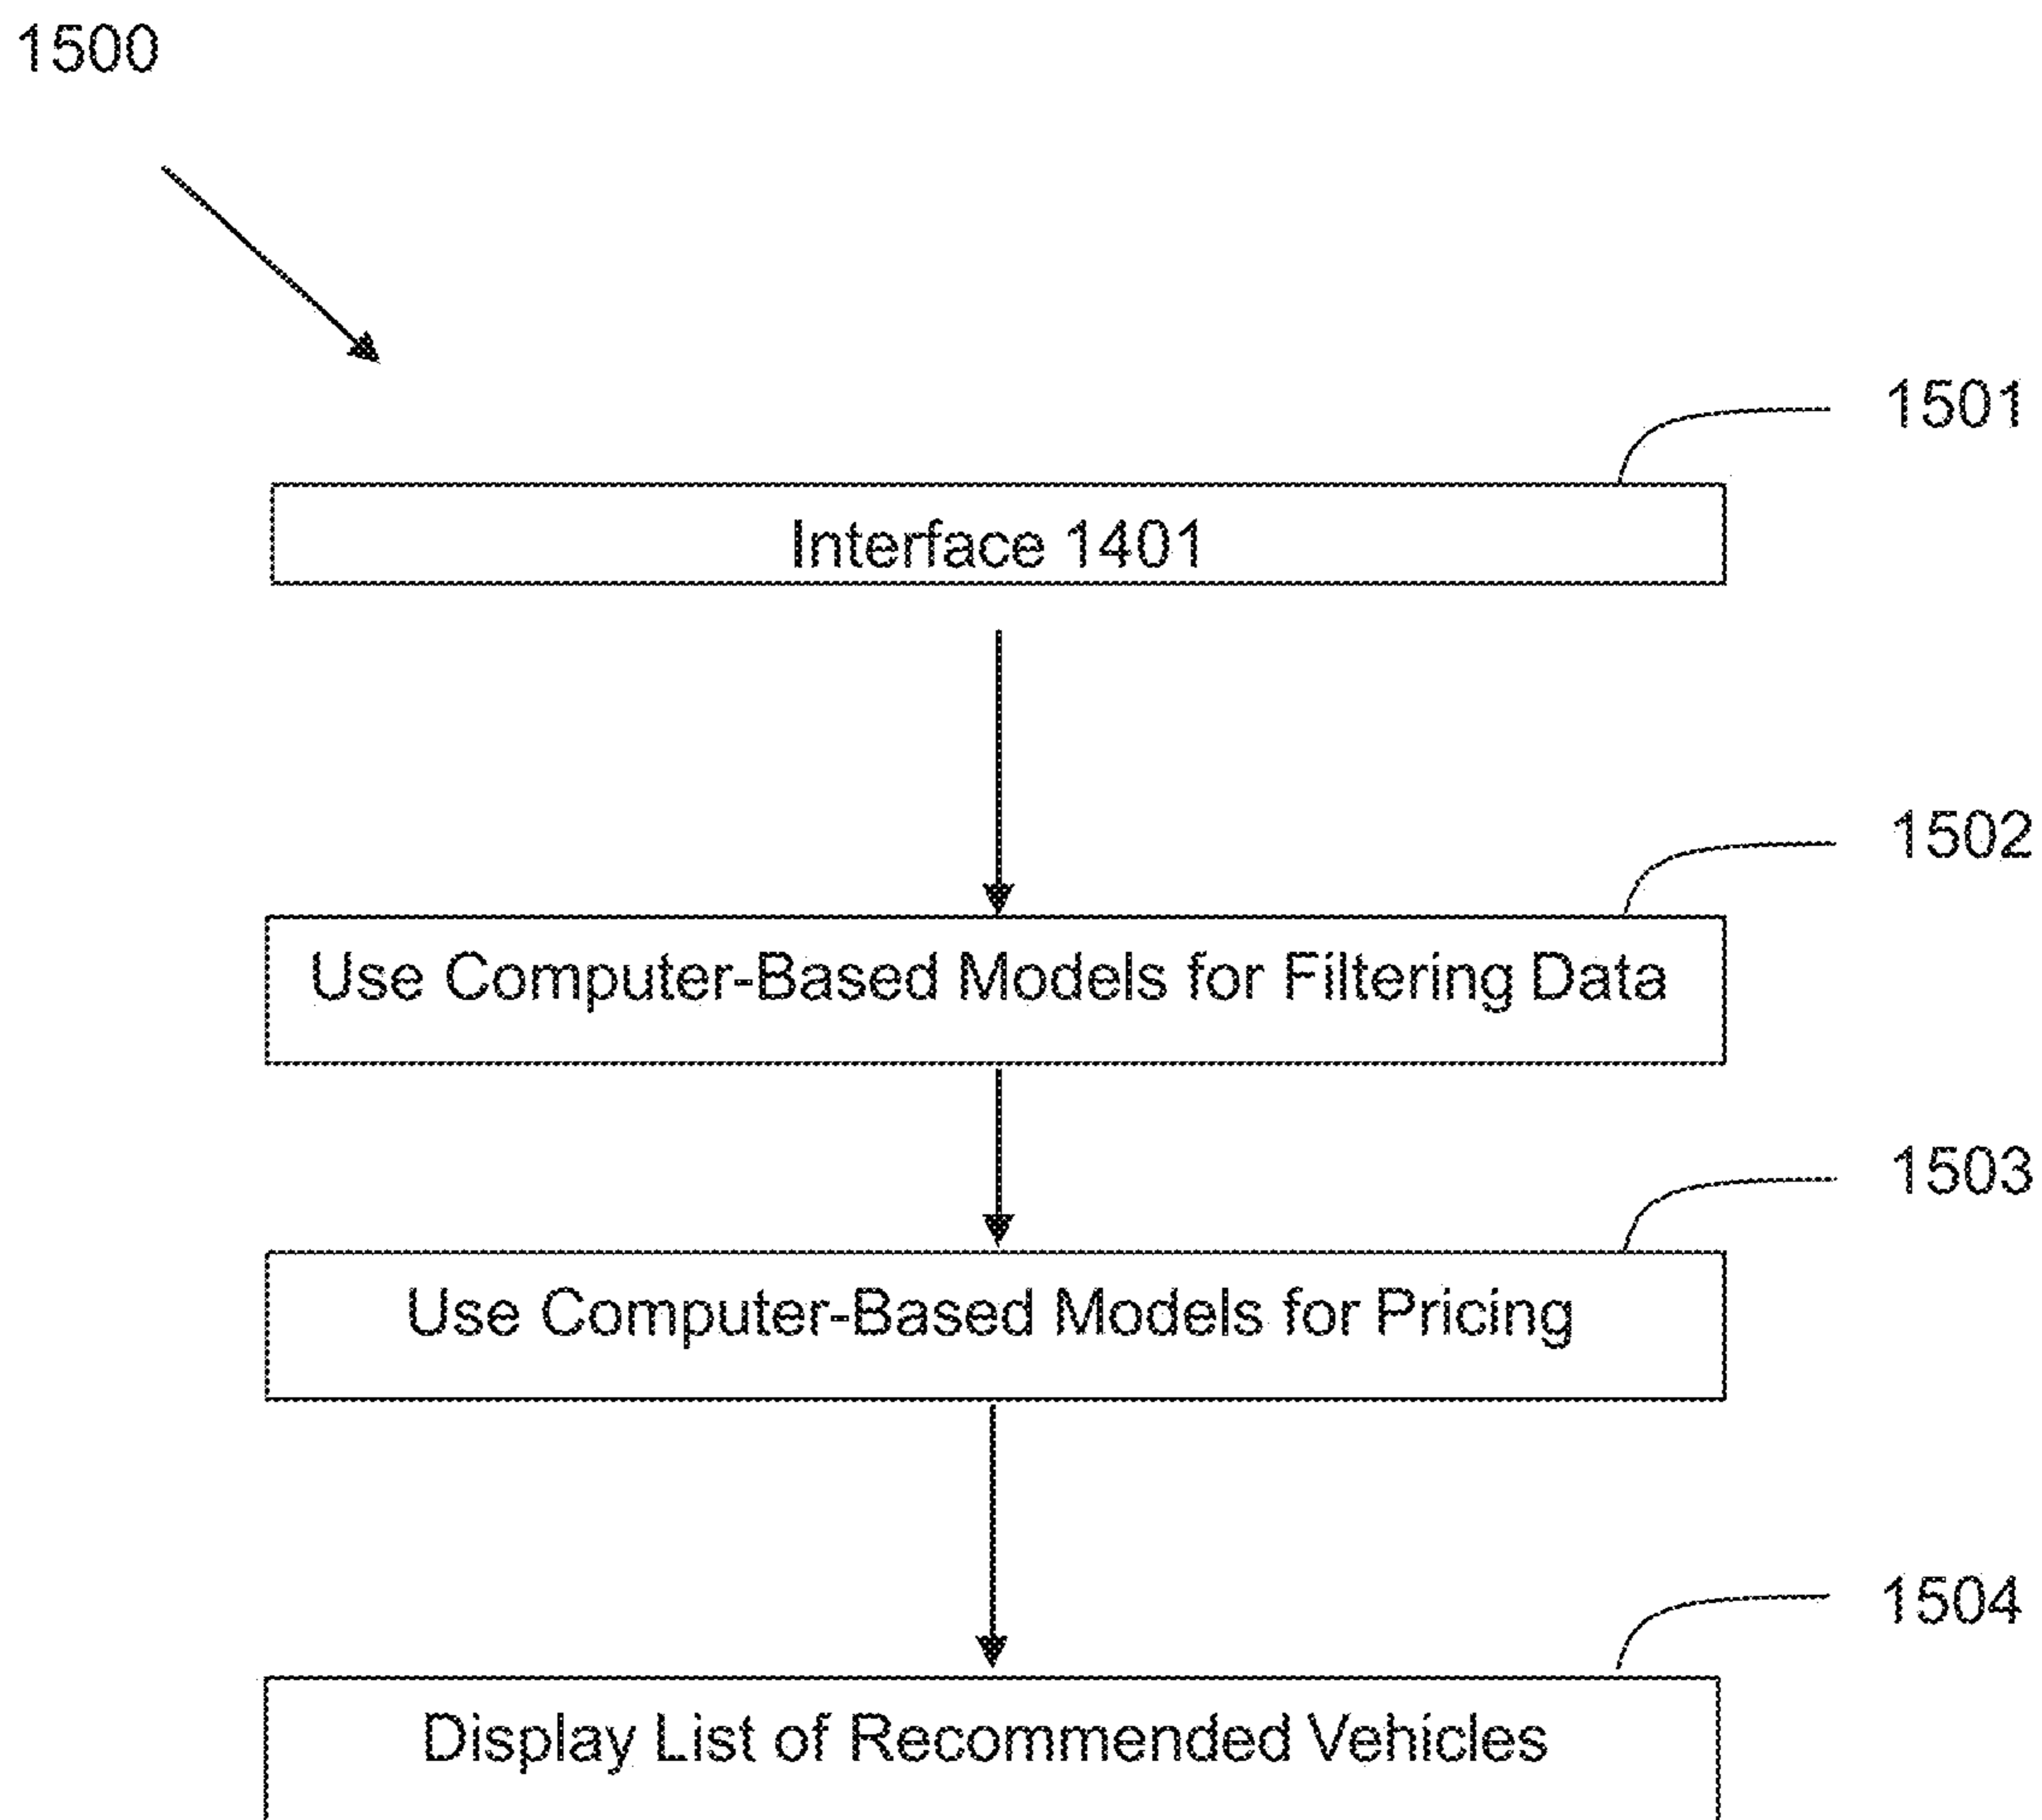 1500
1501
Interface 1401
1502
Use Computer-Based Models for Filtering Data
1503
Use Computer-Based Models for Pricing
1504
Display List of Recommended Vehicles